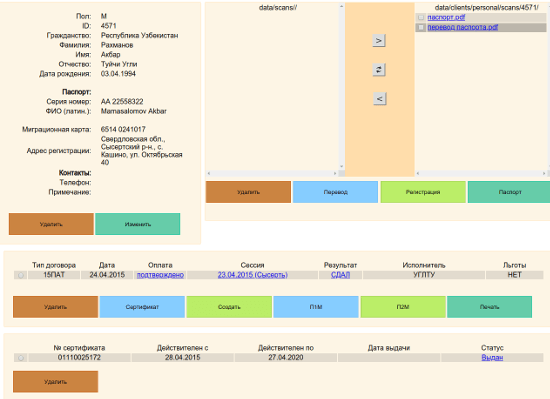 Пол: М
ID: 4571
Гражданство: Республика Узбекистан
Фамилия: Рахманов
Имя: Акбар
Отчество: Туйчи Угли
Дата рождения: 03.04.1994
Паспорт:
Серия номер: AA 22558322
ФИО (латин.): Mamasalomov Akbar
Миграционная карта: 6514 0241017
Адрес регистрации: Свердловская обл.,
Сысертский р-н., с.
Кашино, ул. Октябрьская
40
Контакты:
Телефон:
Примечание:
Удалить Изменить
data/scans// data/clients/personal/scans/4571/
паспорт.pdf
перевод паспорта.pdf
>
<
Удалить Перевод Регистрация Паспорт
Тип договора Дата Оплата Сессия Результат Исполнитель Льготы
15ПАТ 24.04.2015 подтверждено 23.04.2015 (Сысерть) СДАЛ УГЛТУ НЕТ
Удалить Сертификат Создать П1М П2М Печать
№ сертификата Действителен с Действителен по Дата выдачи Статус
01110025172 28.04.2015 27.04.2020 Выдан
Удалить